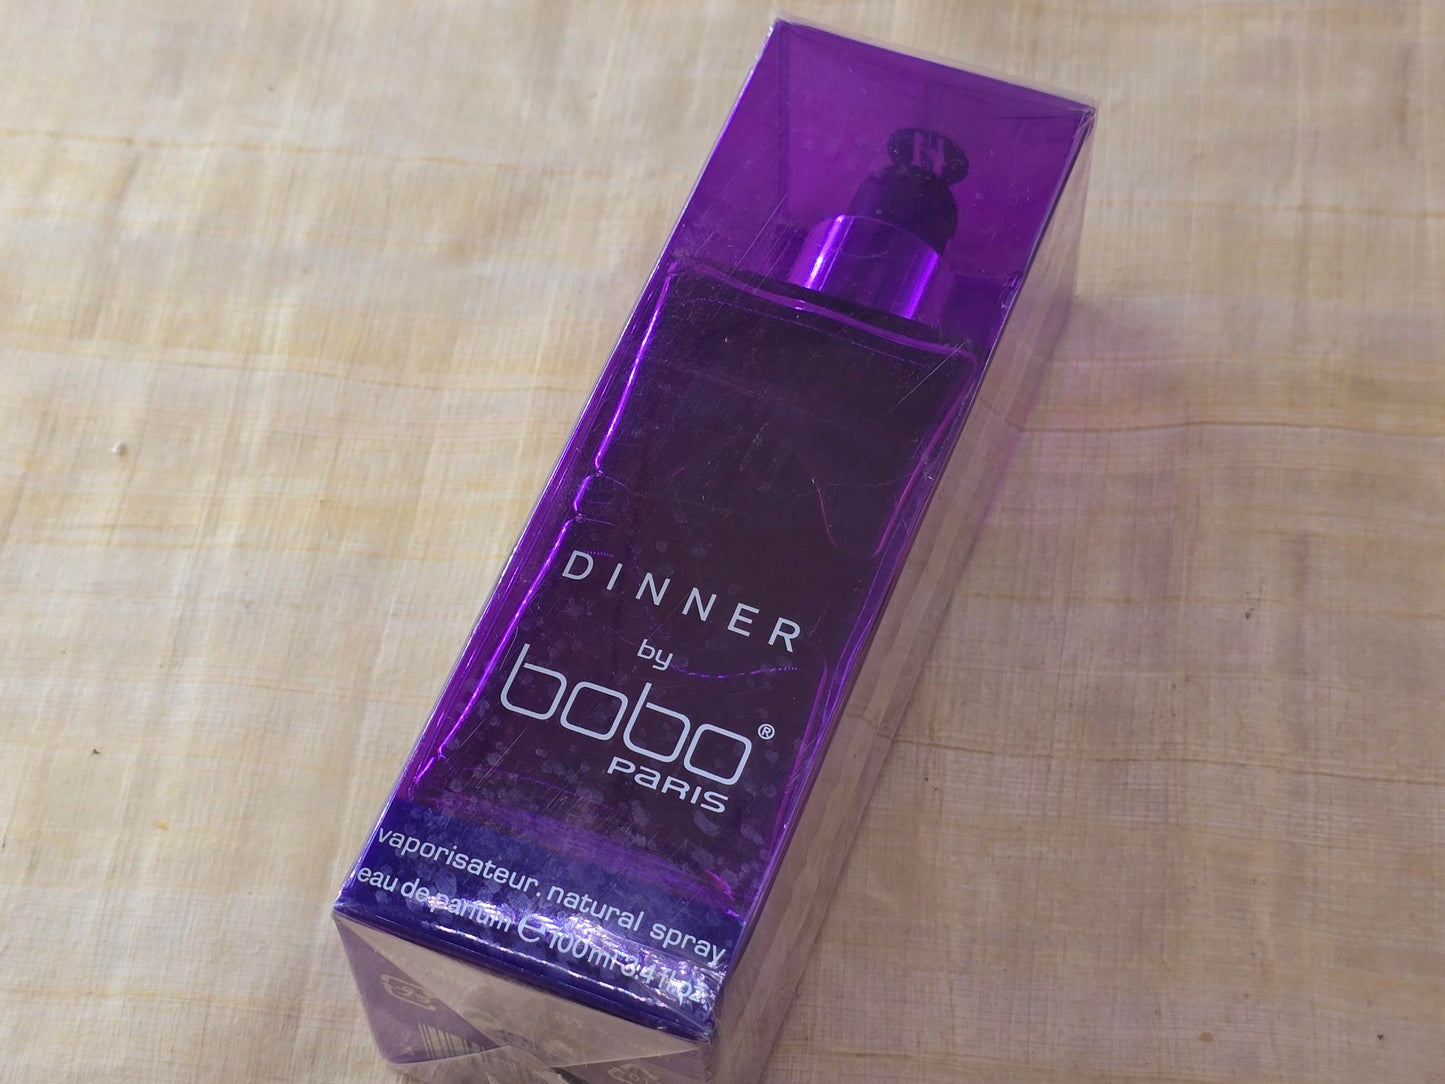 DINNER
by
bobo®
PARIS
vaporisateur. natural spray
eau de parfum ℮ 100ml 3.4 fl oz